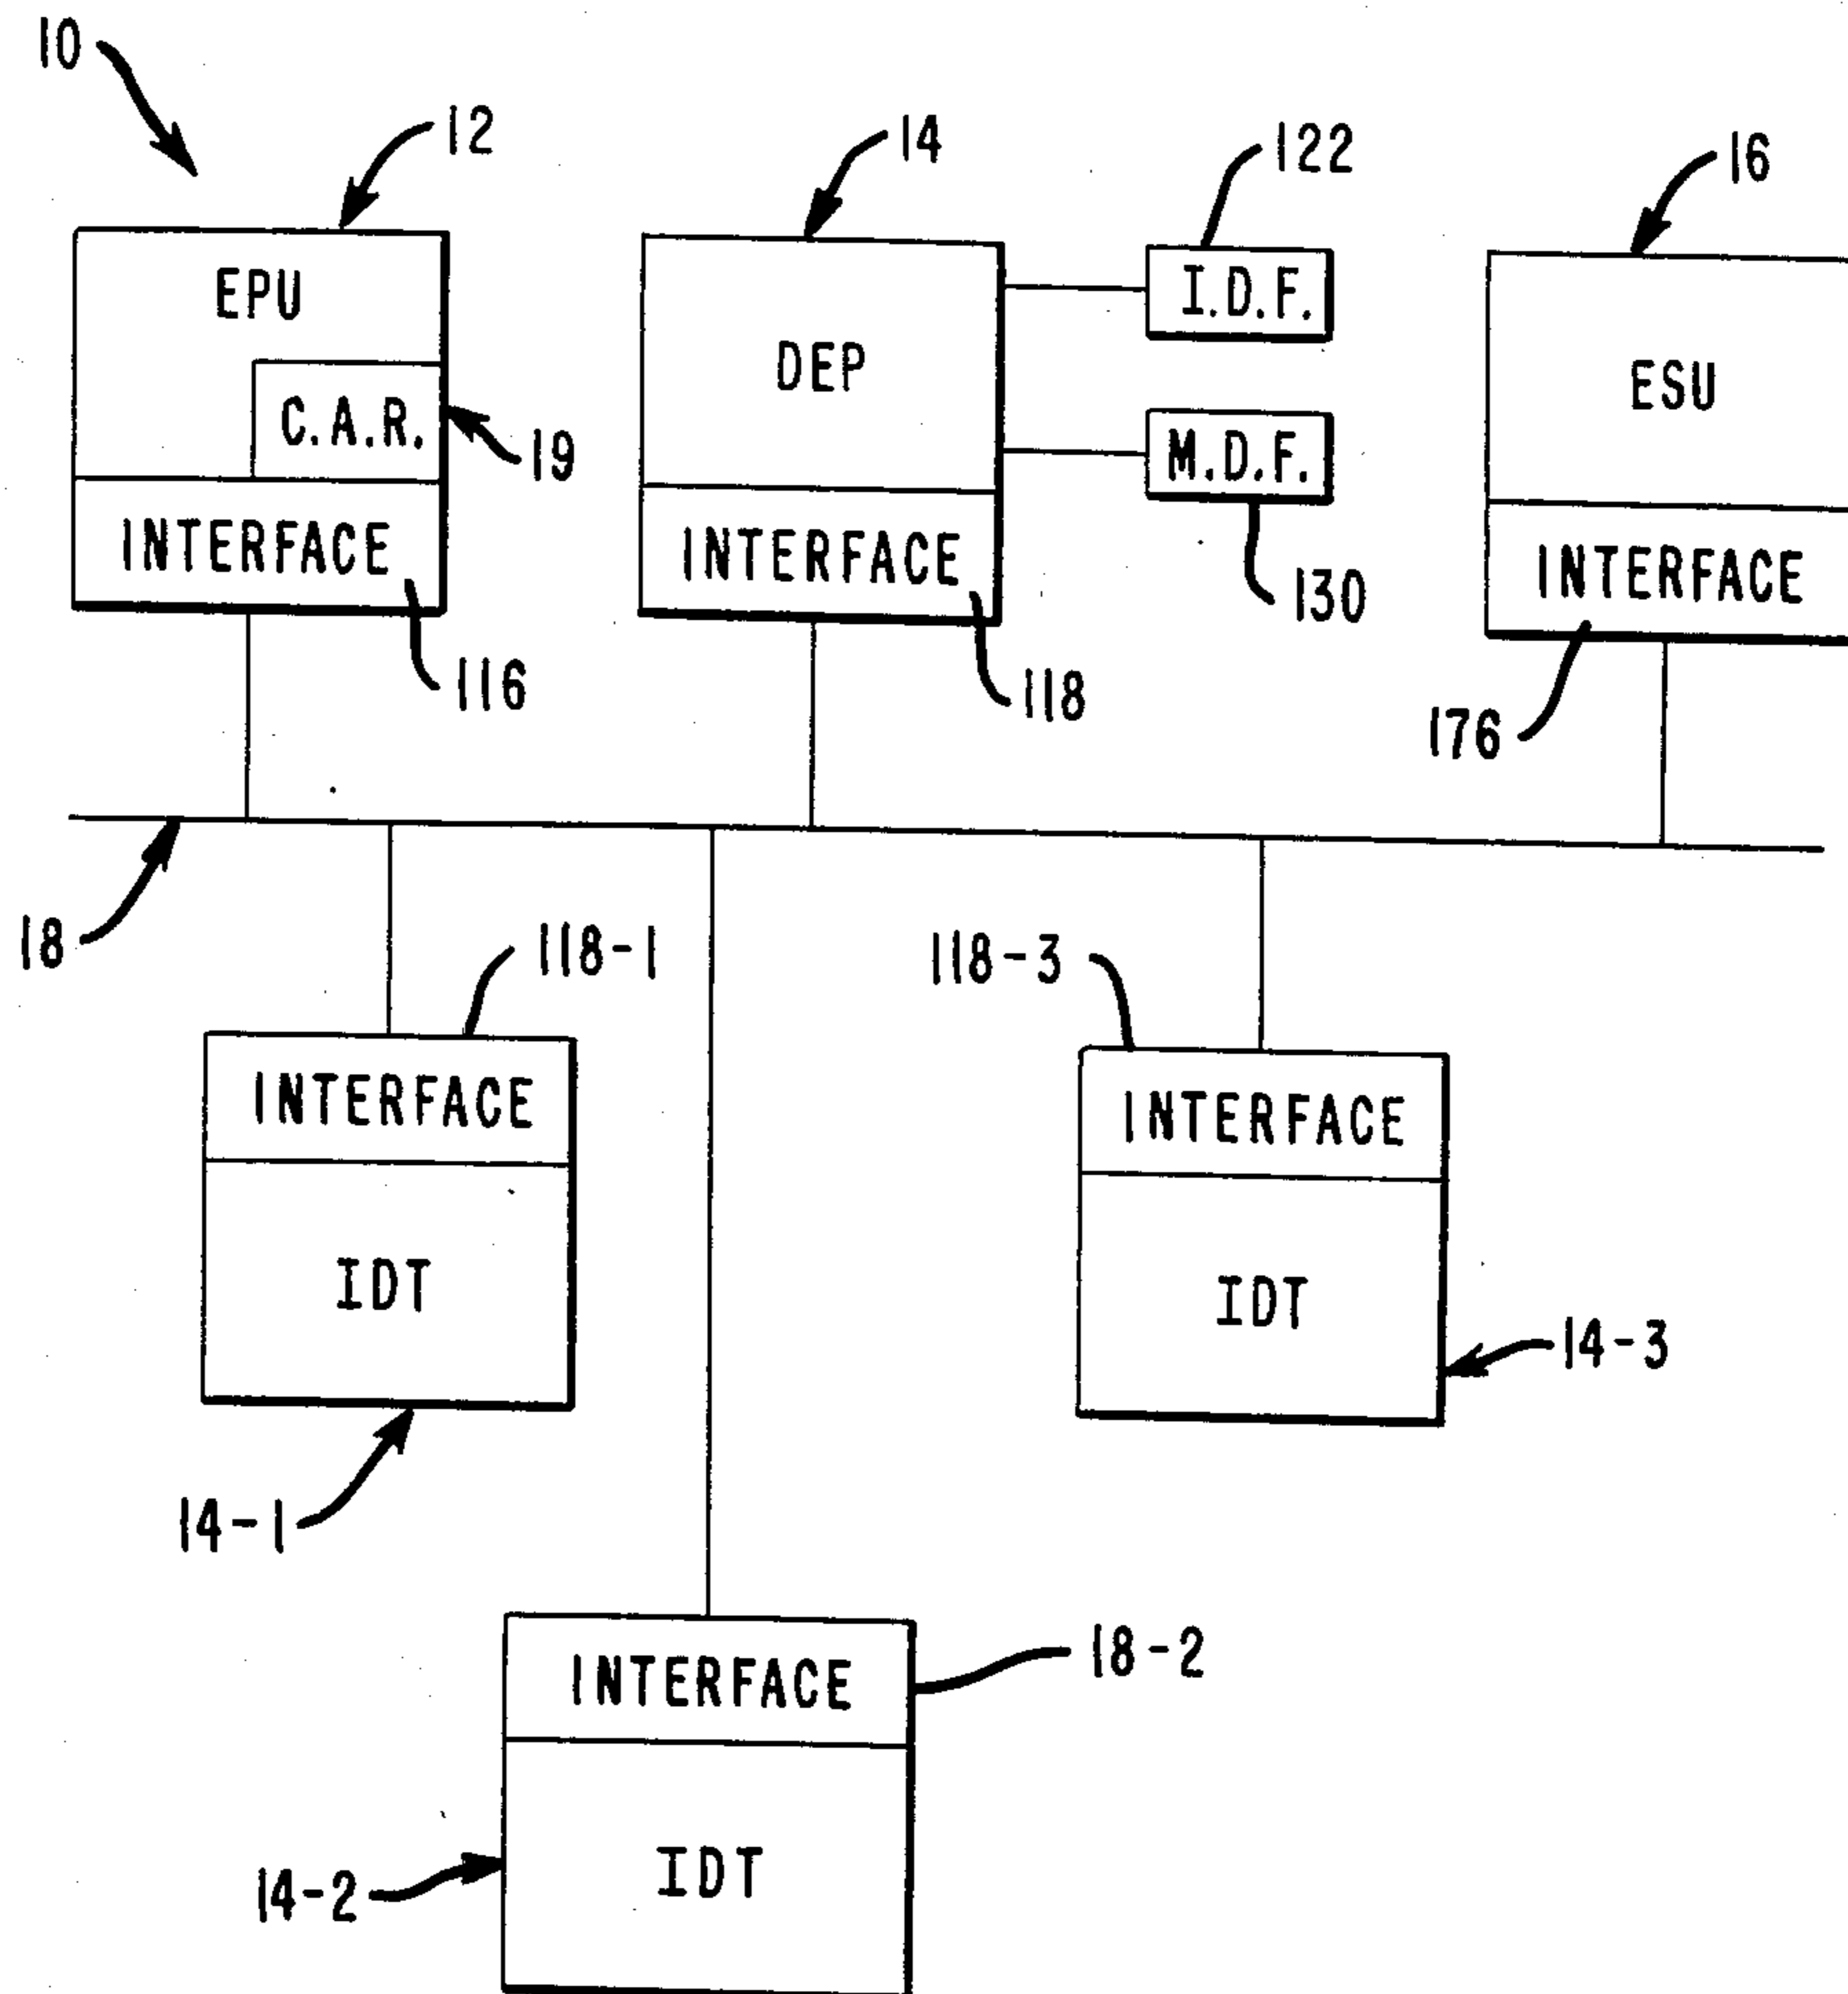 10
12
14
122
16
EPU
I.D.F.
DEP
ESU
C.A.R.
19
M.D.F.
INTERFACE
INTERFACE
INTERFACE
130
116
118
176
18
118-1
118-3
INTERFACE
INTERFACE
IDT
IDT
14-3
14-1
INTERFACE
18-2
IDT
14-2